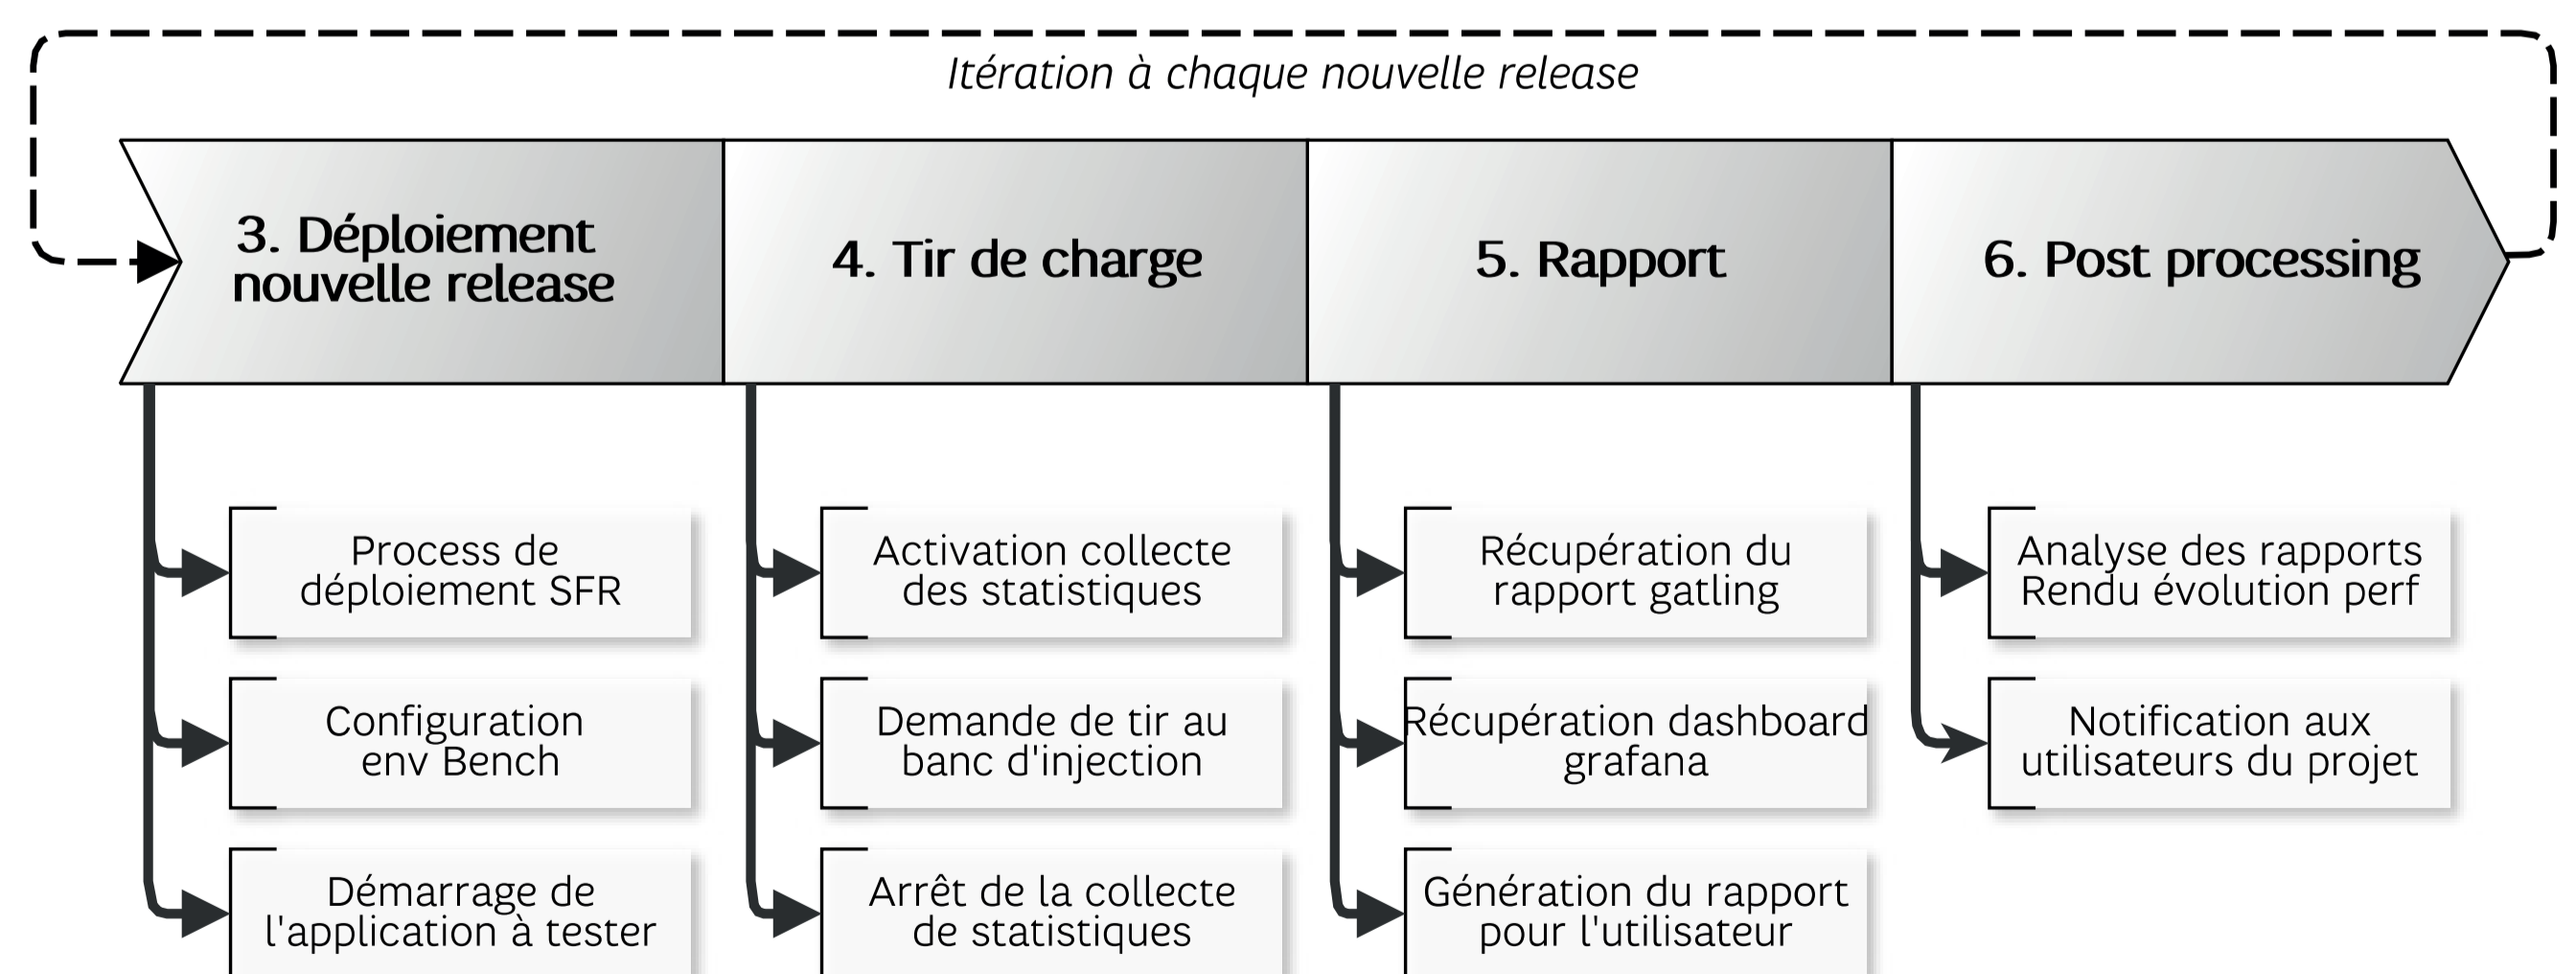 Itération à chaque nouvelle release
3. Déploiement
nouvelle release
4. Tir de charge
5. Rapport
6. Post processing
Process de
déploiement SFR
Configuration
env Bench
Démarrage de
l'application à tester
Activation collecte
des statistiques
Demande de tir au
banc d'injection
Arrêt de la collecte
de statistiques
Récupération du
rapport gatling
Récupération dashboard
grafana
Génération du rapport
pour l'utilisateur
Analyse des rapports
Rendu évolution perf
Notification aux
utilisateurs du projet